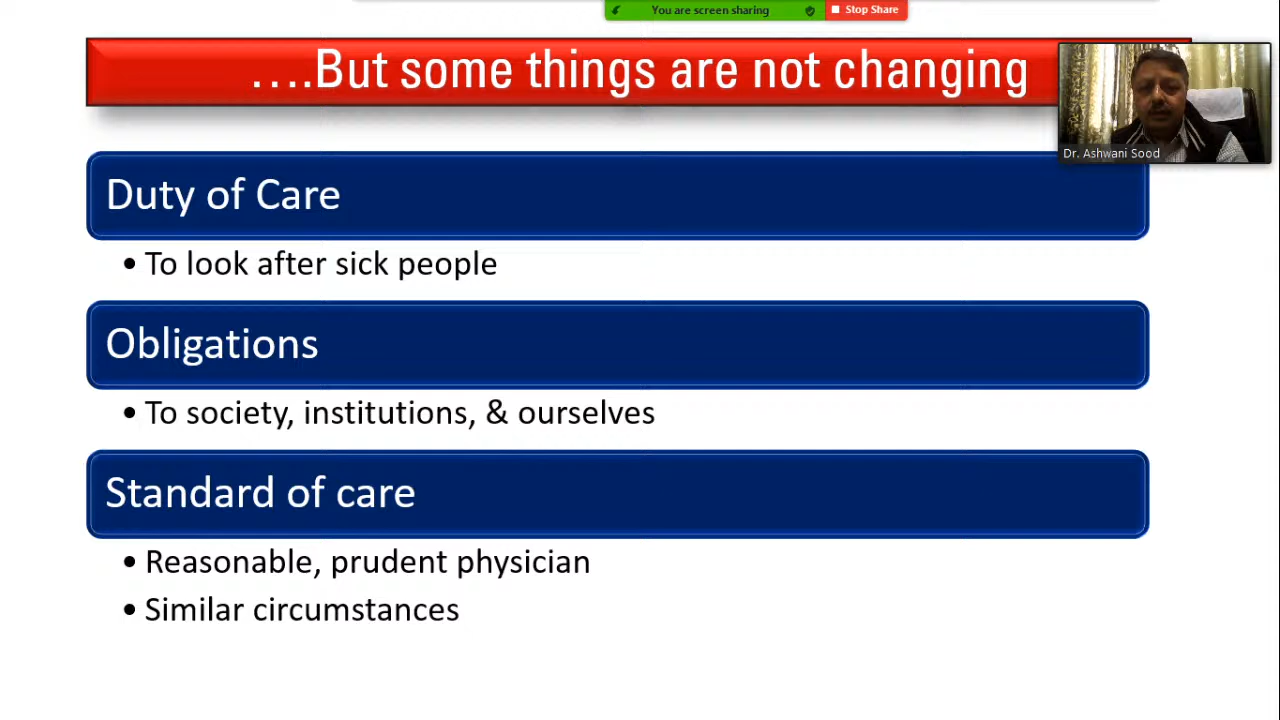 You are screen sharing
Stop Share
....But some things are not changing
Dr. Ashwani Sood
Duty of Care
• To look after sick people
Obligations
• To society, institutions, & ourselves
Standard of care
• Reasonable, prudent physician
• Similar circumstances